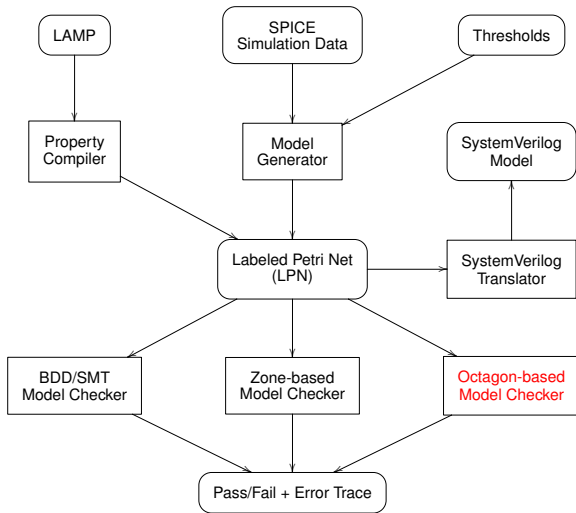 LAMP
SPICE
Simulation Data
Thresholds
Property
Compiler
Model
Generator
SystemVerilog
Model
Labeled Petri Net
(LPN)
SystemVerilog
Translator
BDD/SMT
Model Checker
Zone-based
Model Checker
Octagon-based
Model Checker
Pass/Fail + Error Trace